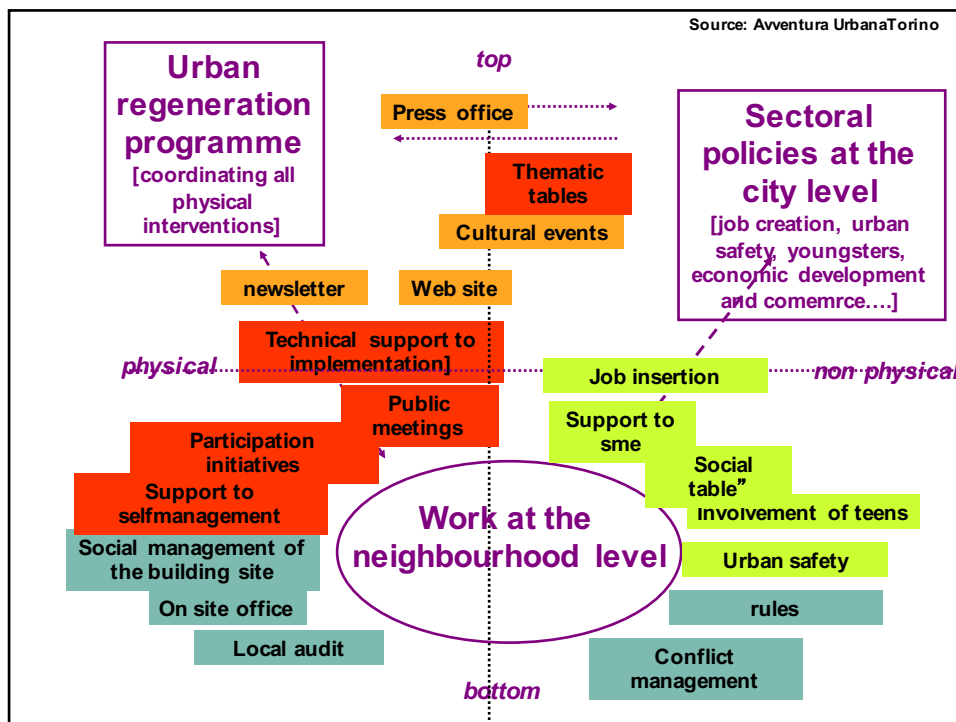 Source: Avventura UrbanaTorino
top
Urban
regeneration
programme
[coordinating all
physical
interventions]
Press office
Sectoral
policies at the
city level
[job creation, urban
safety, youngsters,
economic development
and comemrce….]
Thematic
tables
Cultural events
newsletter
Web site
Technical support to
implementation]
physical
non physical
Job insertion
Public
meetings
Support to
sme
Participation
initiatives
Social
table”
Support to
selfmanagement
Involvement of teens
Work at the
neighbourhood level
Social management of
the building site
Urban safety
On site office
rules
Local audit
Conflict
management
bottom